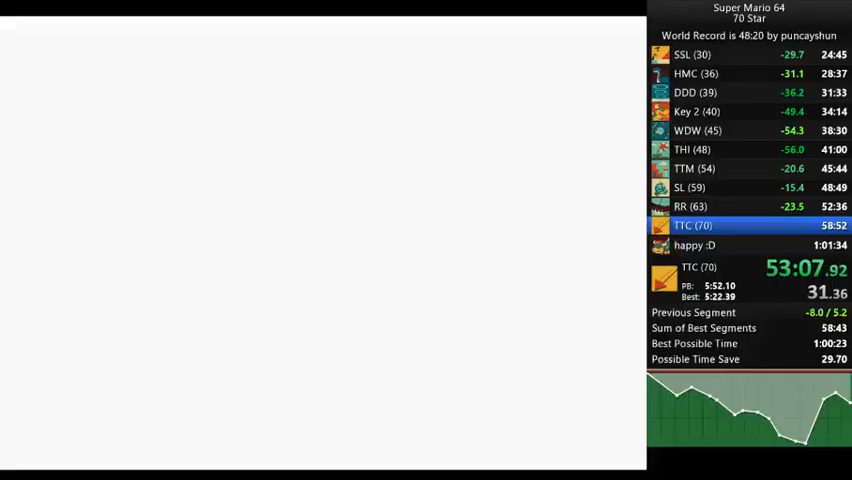 Super Mario 64
70 Star
World Record is 48:20 by puncayshun
SSL (30) -29.7 24:45
HMC (36) -31.1 28:37
DDD (39) -36.2 31:33
Key 2 (40) -49.4 34:14
WDW (45) -54.3 38:30
THI (48) -56.0 41:00
TTM (54) -20.6 45:44
SL (59) -15.4 48:49
RR (63) -23.5 52:36
TTC (70) 58:52
happy :D 1:01:34
TTC (70) 53:07.92
PB: 5:52.10
Best: 5:22.39
31.36
Previous Segment -8.0 / 5.2
Sum of Best Segments 58:43
Best Possible Time 1:00:23
Possible Time Save 29.70